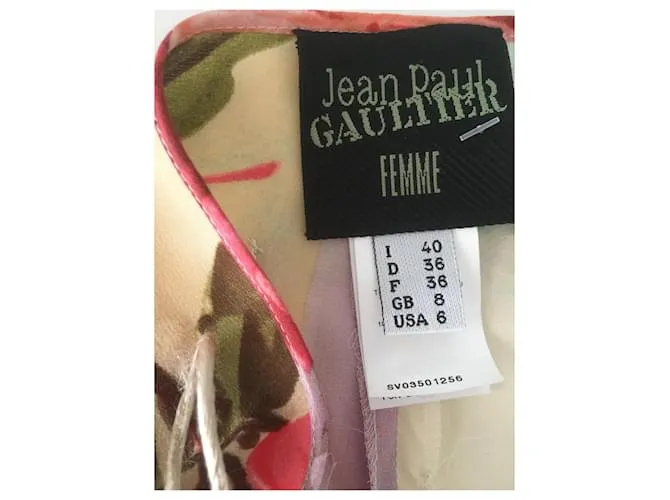 Jean Paul
GAULTIER
FEMME
I 40
D 36
F 36
GB 8
USA 6
SV03501256